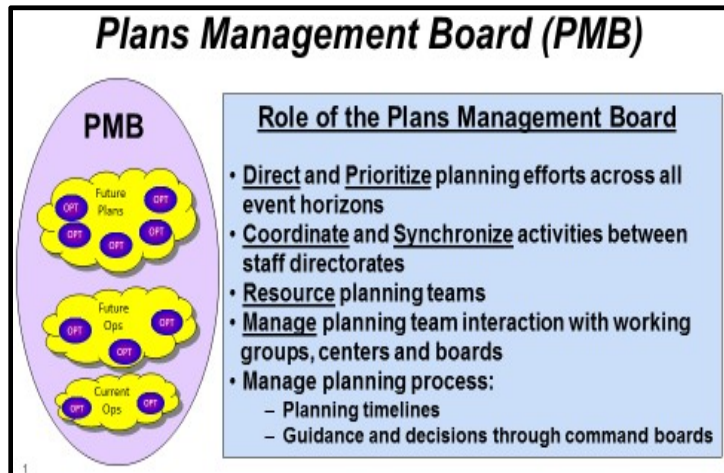 Plans Management Board (PMB)
PMB
Future
Plans
OPT
OPT
OPT
OPT
OPT
Future
Ops
OPT
OPT
OPT
Current
Ops
OPT
OPT
Role of the Plans Management Board
• Direct and Prioritize planning efforts across all
event horizons
• Coordinate and Synchronize activities between
staff directorates
• Resource planning teams
• Manage planning team interaction with working
groups, centers and boards
• Manage planning process:
– Planning timelines
– Guidance and decisions through command boards
1